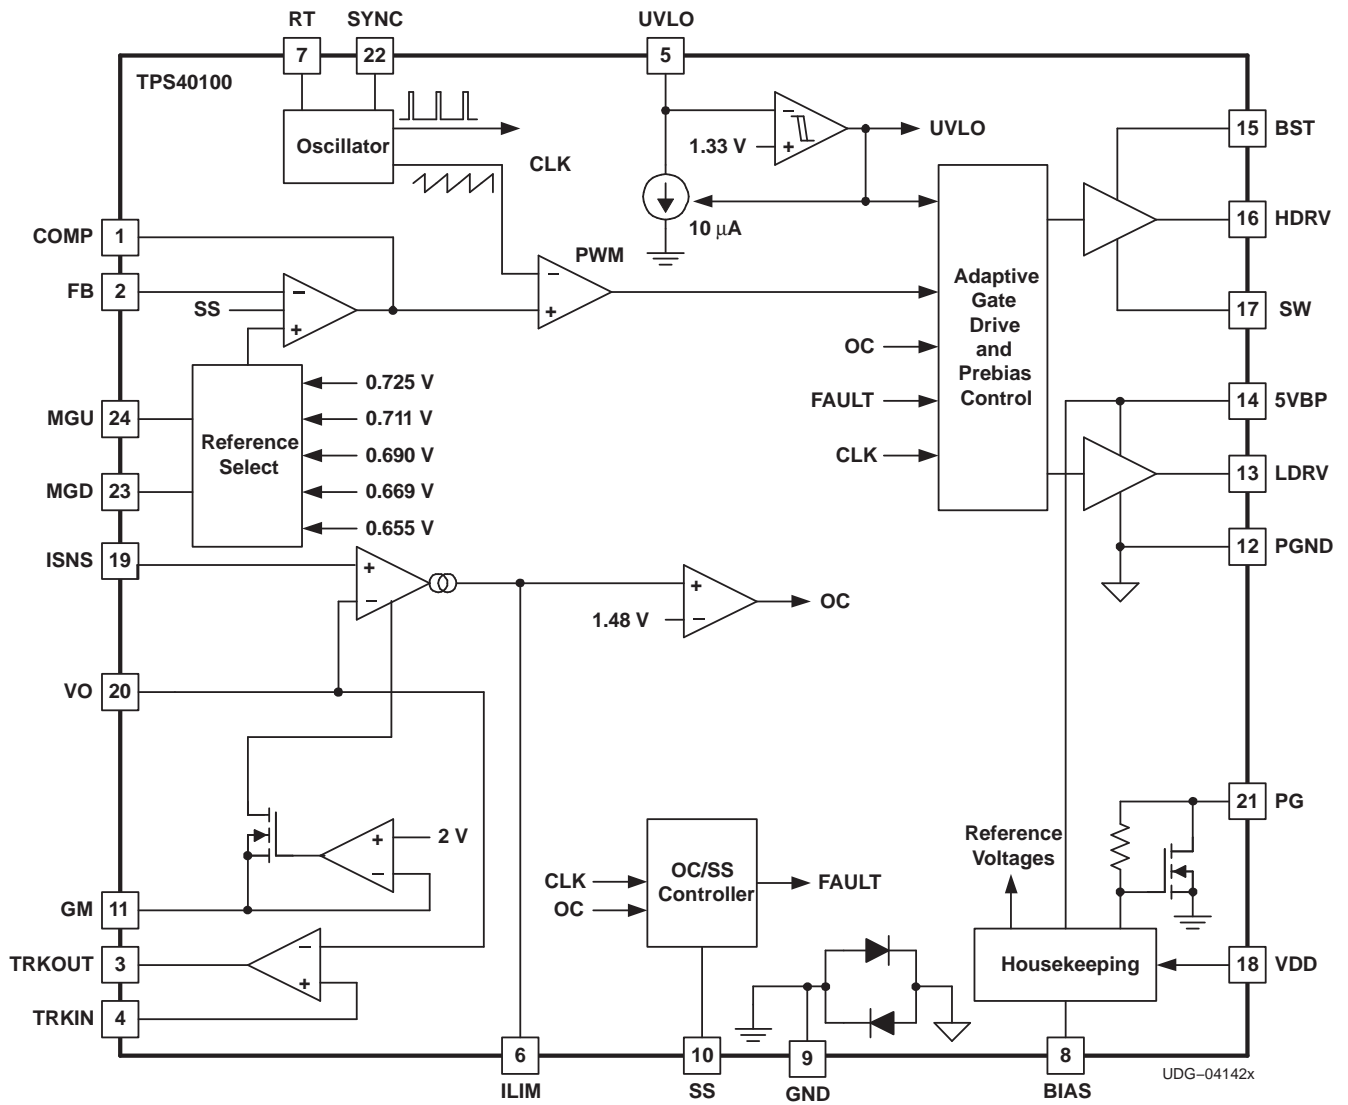 RT SYNC UVLO
7 22 5
TPS40100
Oscillator
CLK
1.33 V
− +
UVLO
10 μA
15 BST
16 HDRV
17 SW
14 5VBP
13 LDRV
12 PGND
COMP 1
FB 2
SS
− +
PWM
− +
Adaptive
Gate
Drive
and
Prebias
Control
OC
FAULT
CLK
MGU 24
MGD 23
Reference
Select
0.725 V
0.711 V
0.690 V
0.669 V
0.655 V
ISNS 19
+ −
1.48 V
+ −
OC
VO 20
2 V
+ −
GM 11
TRKOUT 3
TRKIN 4
− +
CLK
OC
OC/SS
Controller
FAULT
Reference
Voltages
21 PG
Housekeeping
18 VDD
6 10 9 8
ILIM SS GND BIAS
UDG−04142x